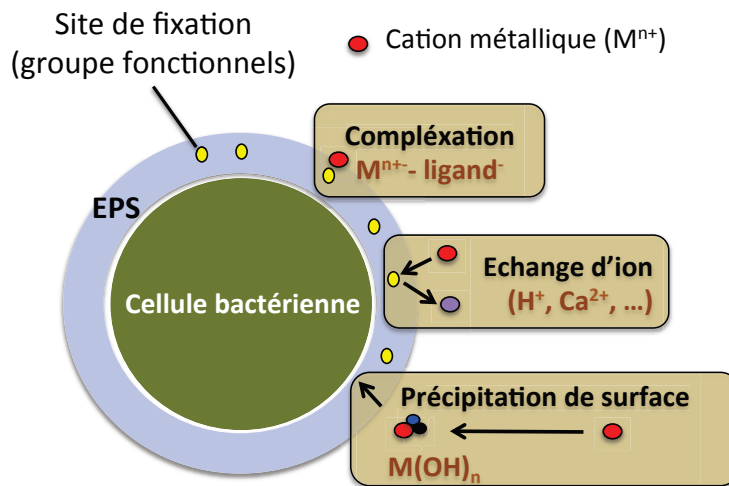 Site de fixation
(groupe fonctionnels)
Cation métallique (Mⁿ⁺)
Compléxation
Mⁿ⁺⁻- ligand⁻
EPS
Cellule bactérienne
Echange d’ion
(H⁺, Ca²⁺, ...)
Précipitation de surface
M(OH)ₙ